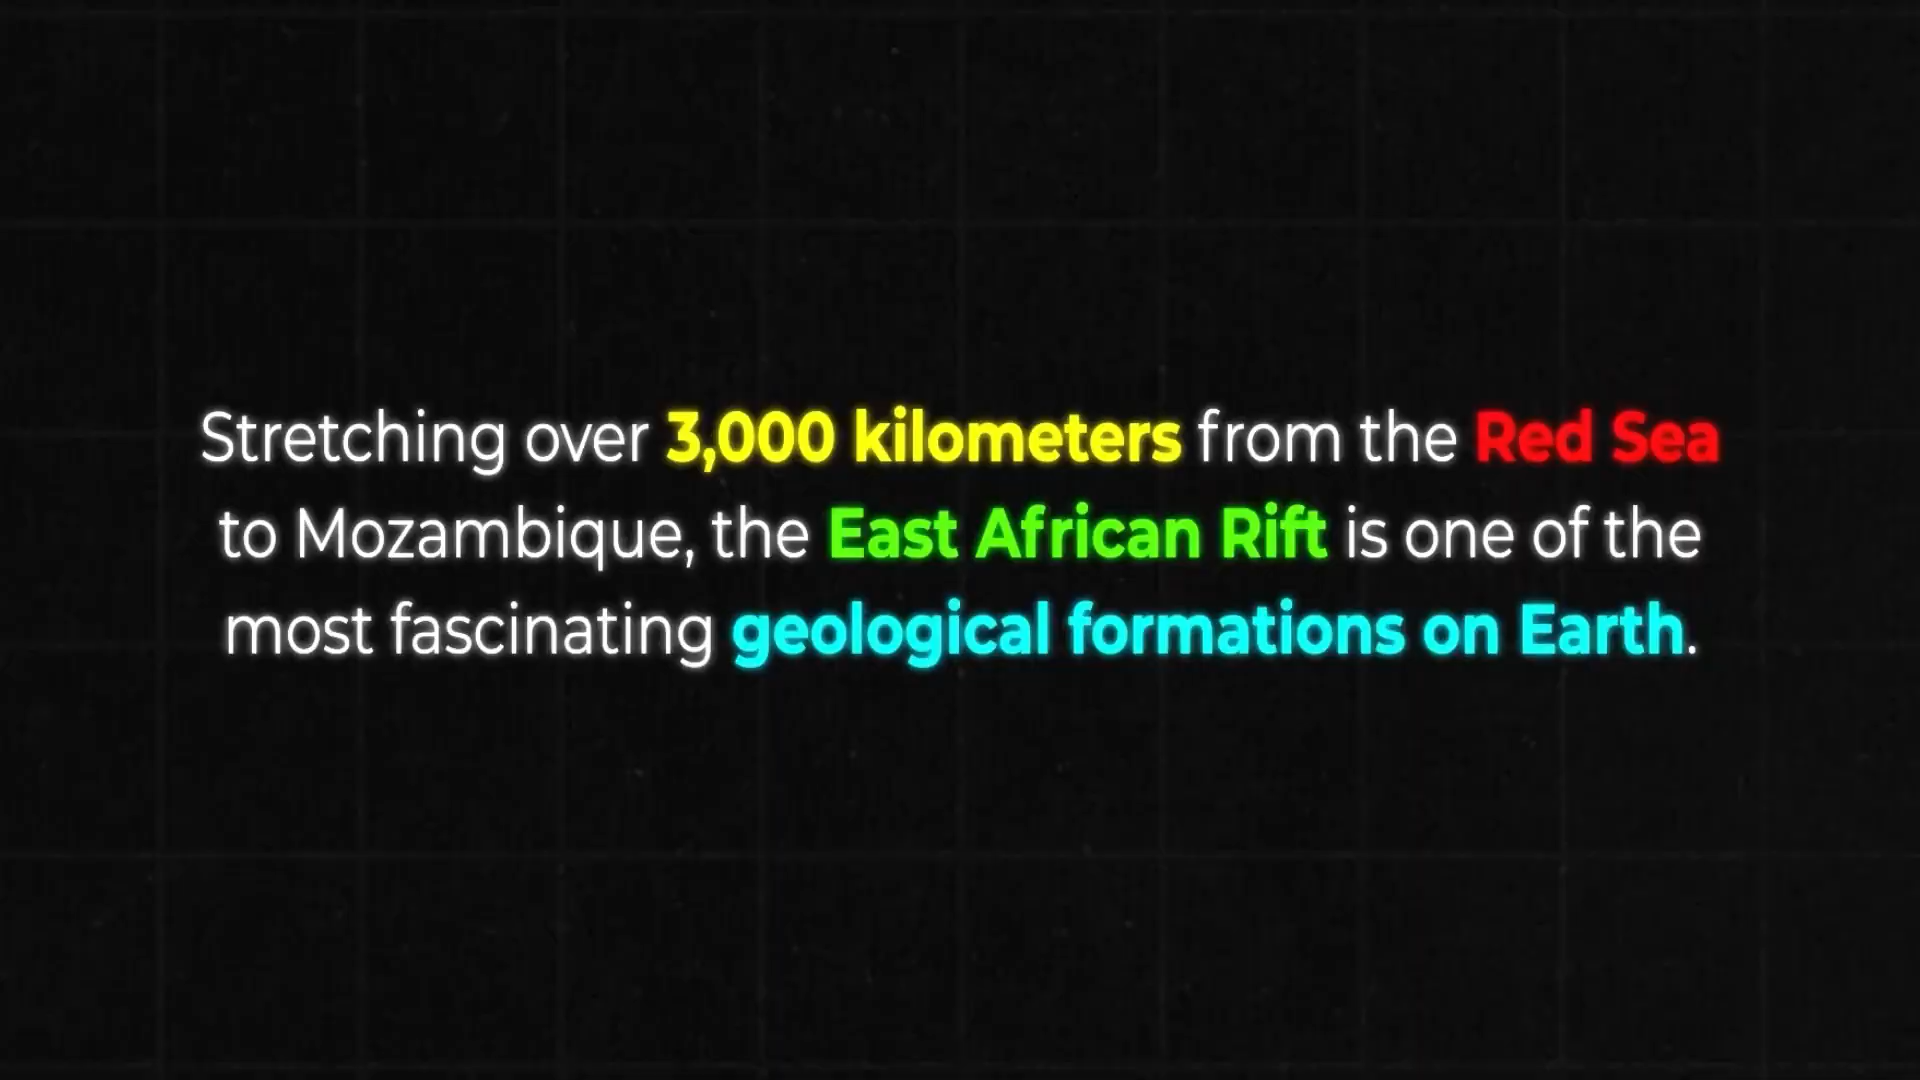 Stretching over 3,000 kilometers from the Red Sea
to Mozambique, the East African Rift is one of the
most fascinating geological formations on Earth.